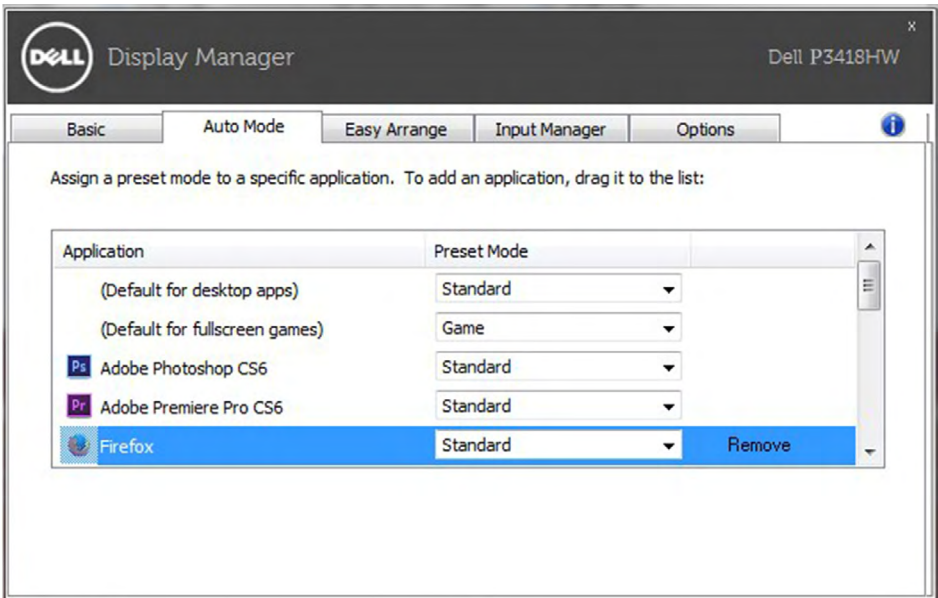 DELL Display Manager x
Dell P3418HW
Basic Auto Mode Easy Arrange Input Manager Options i
Assign a preset mode to a specific application. To add an application, drag it to the list:
Application Preset Mode
(Default for desktop apps) Standard
(Default for fullscreen games) Game
Ps Adobe Photoshop CS6 Standard
Pr Adobe Premiere Pro CS6 Standard
Firefox Standard Remove